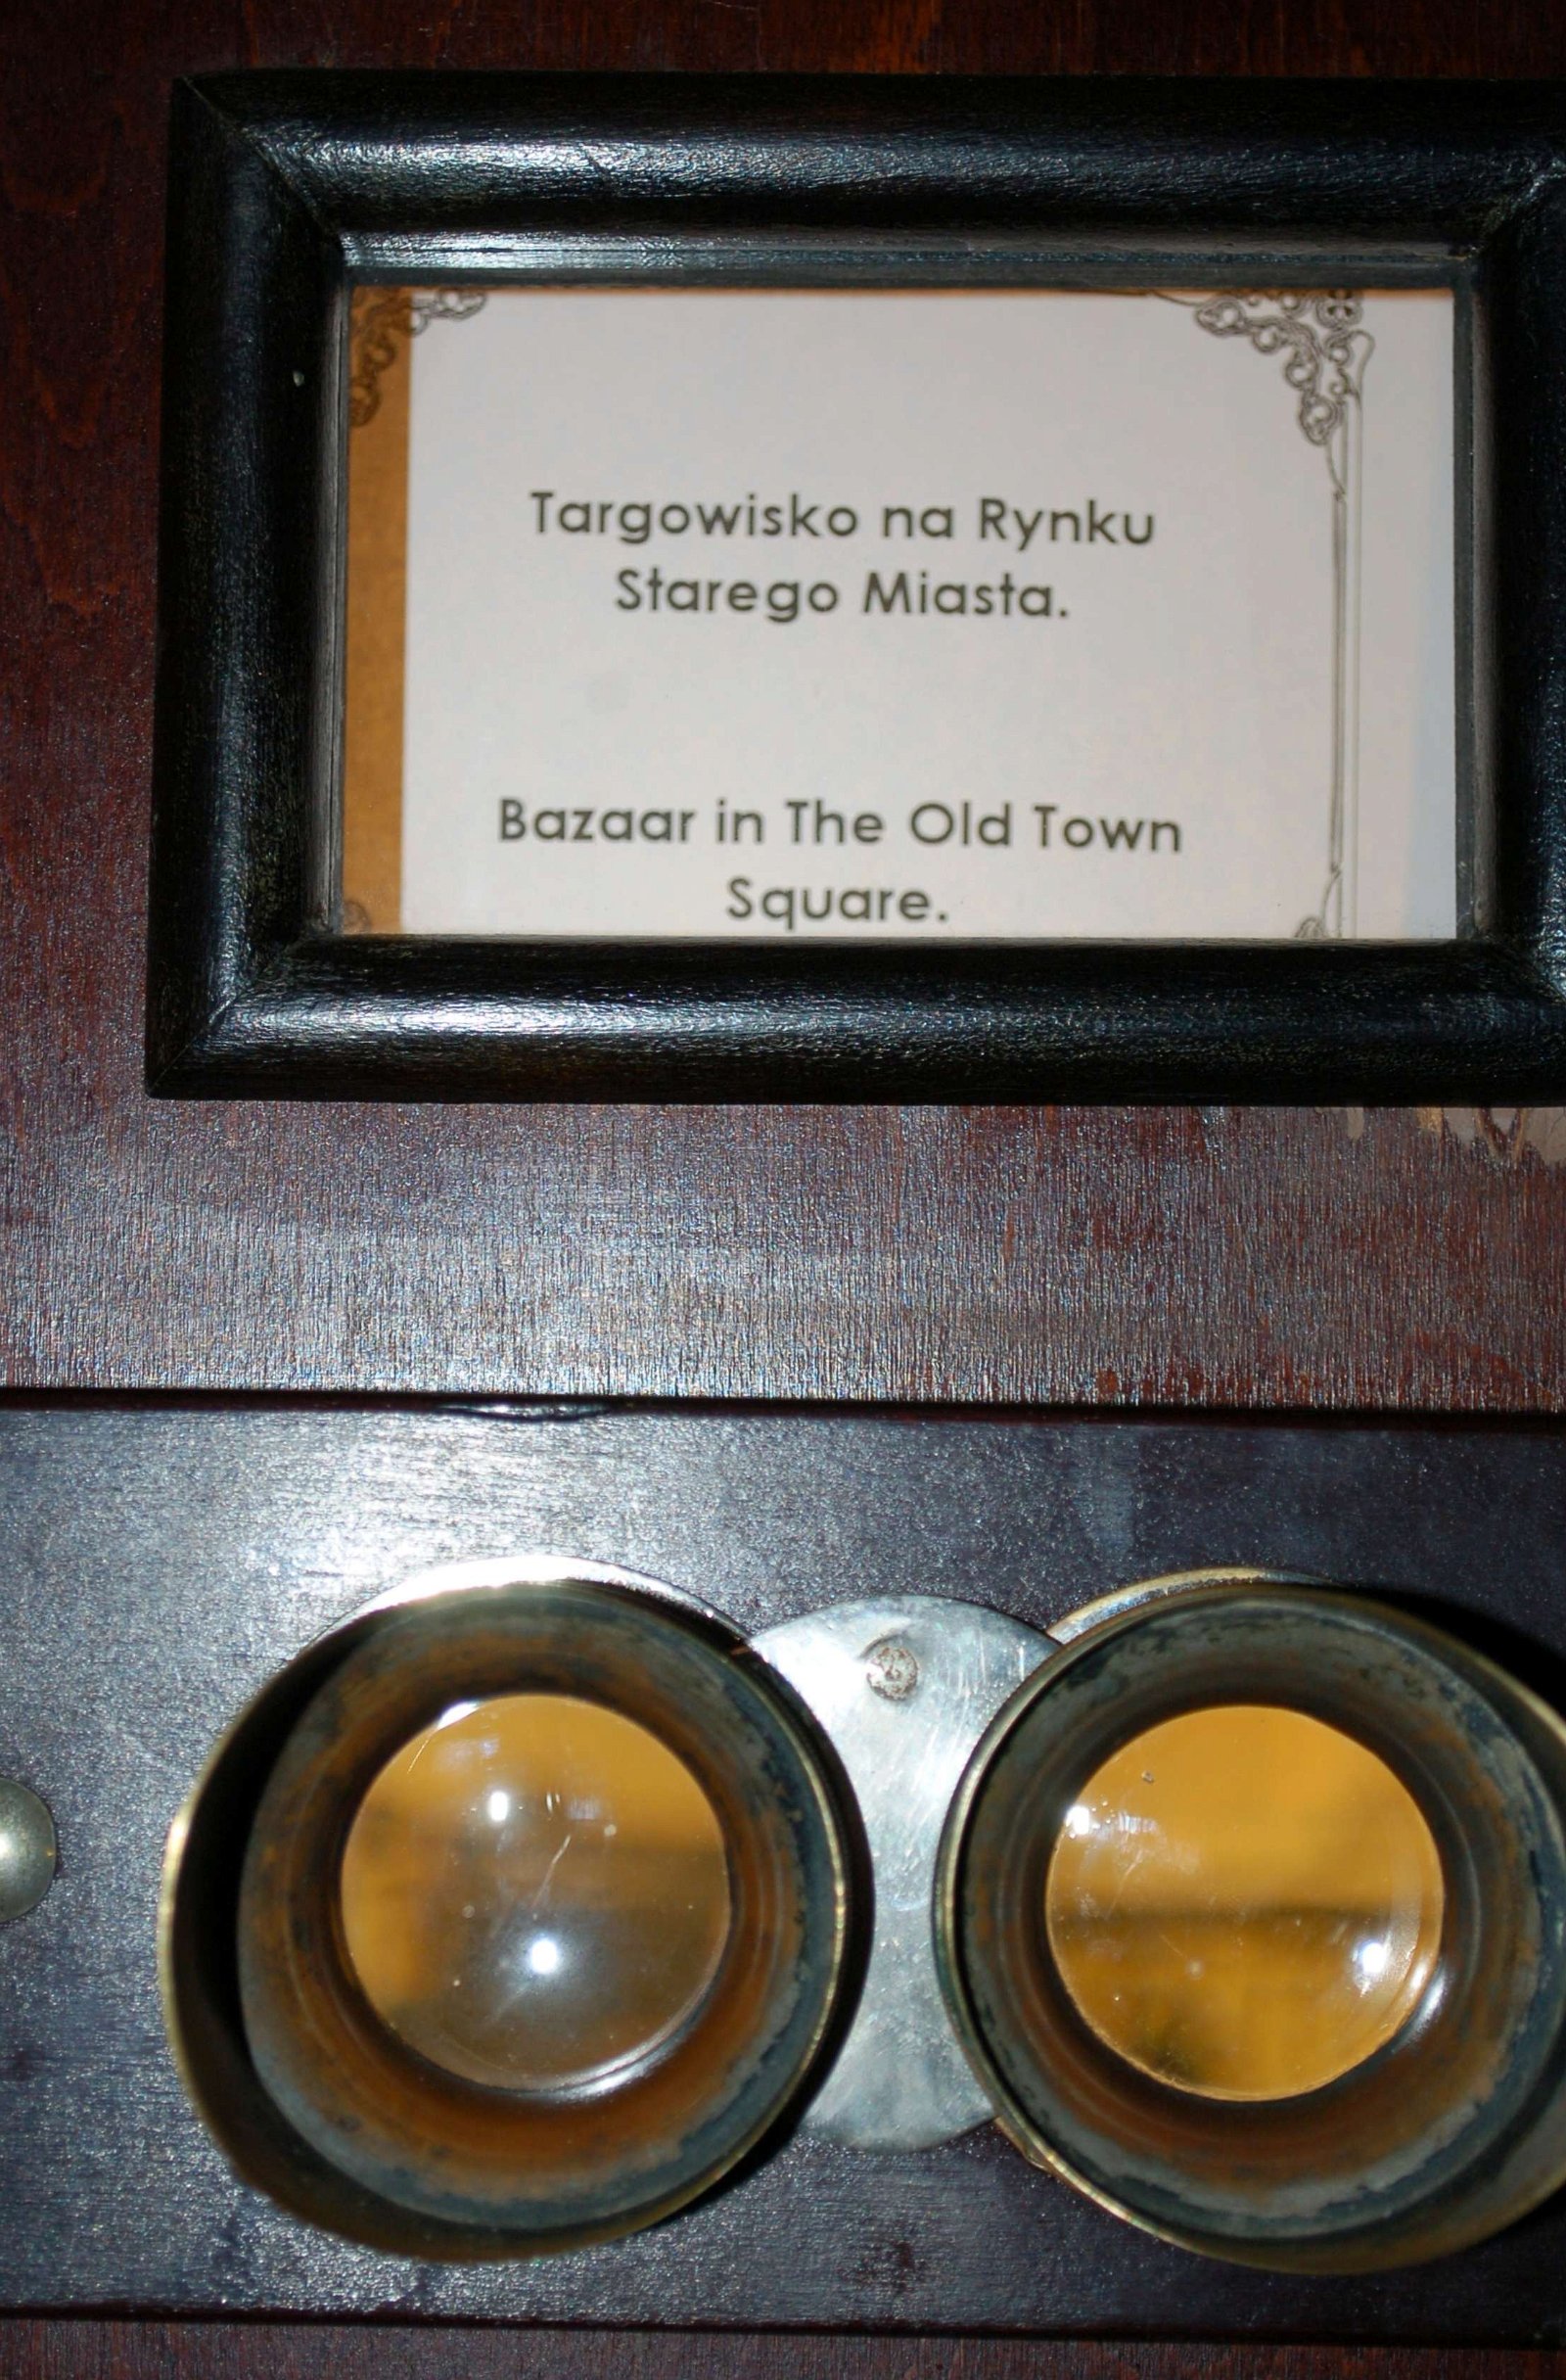 Targowisko na Rynku
Starego Miasta.
Bazaar in The Old Town
Square.